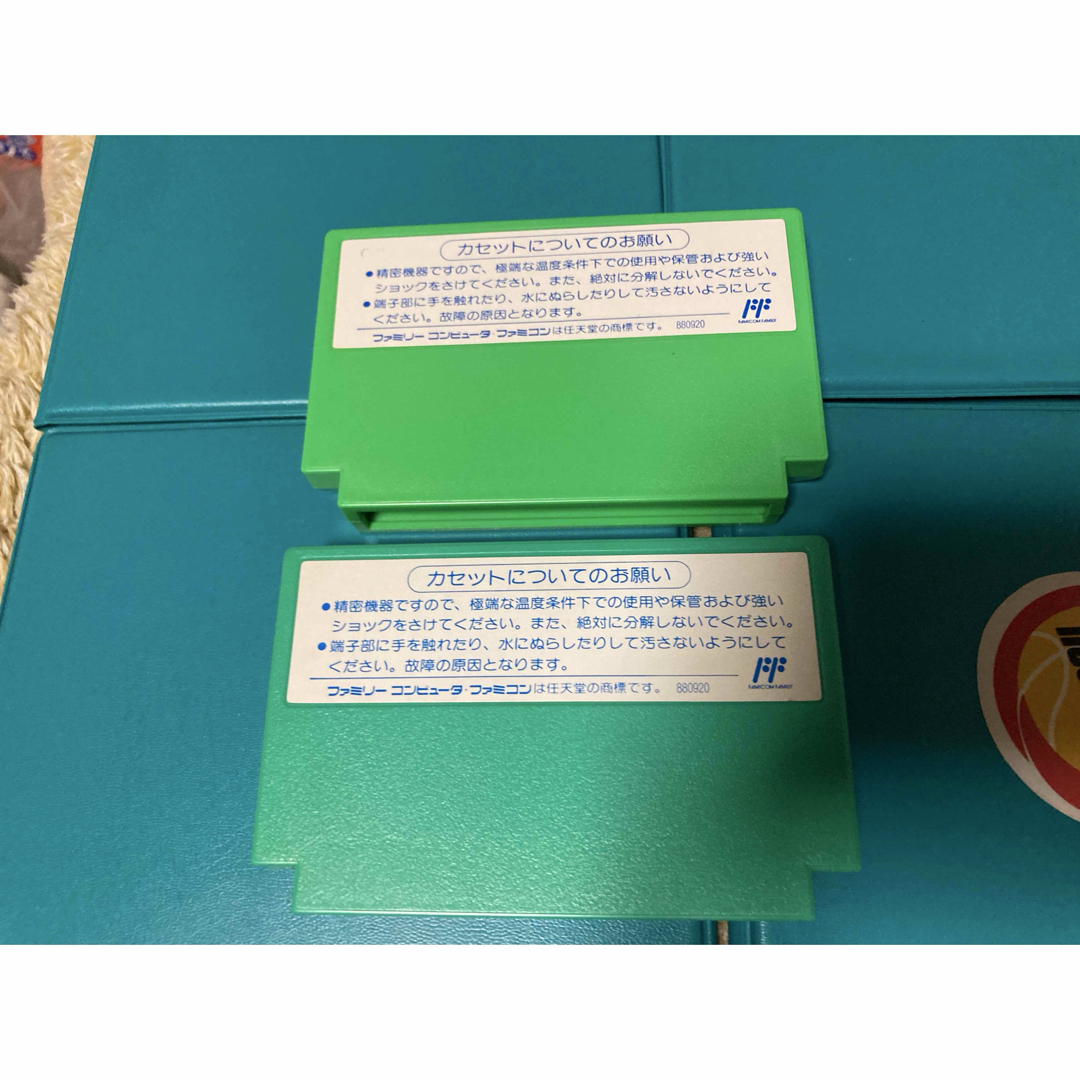 カセットについてのお願い
●精密機器ですので、極端な温度条件下での使用や保管および強い
ショックをさけてください。また、絶対に分解しないでください。
●端子部に手を触れたり、水にぬらしたりして汚さないようにして
ください。故障の原因となります。
FAMICOM FAMILY
ファミリー コンピュータ・ファミコンは任天堂の商標です。 880920
カセットについてのお願い
●精密機器ですので、極端な温度条件下での使用や保管および強い
ショックをさけてください。また、絶対に分解しないでください。
●端子部に手を触れたり、水にぬらしたりして汚さないようにして
ください。故障の原因となります。
FAMICOM FAMILY
ファミリー コンピュータ・ファミコンは任天堂の商標です。 880920